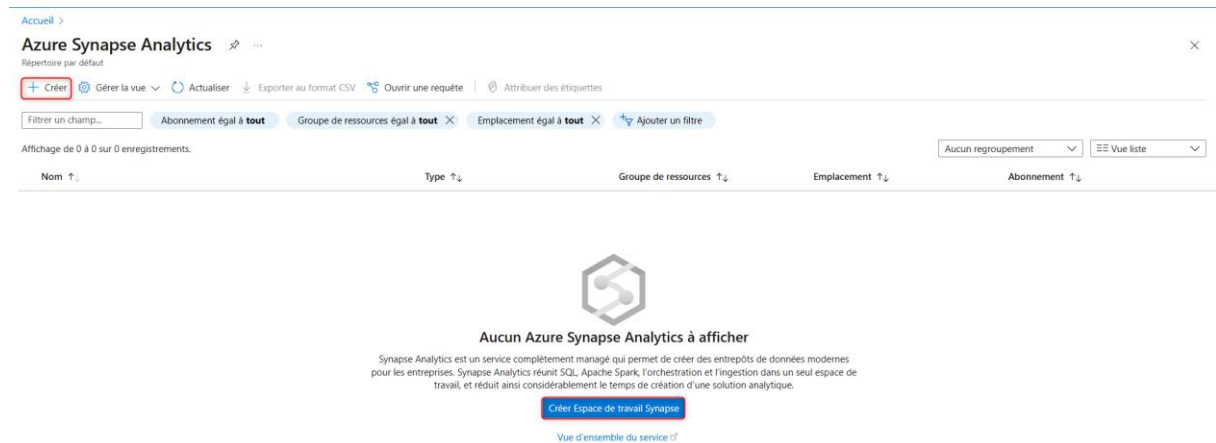 Accueil >
Azure Synapse Analytics ...
Répertoire par défaut
+ Créer Gérer la vue Actualiser Exporter au format CSV Ouvrir une requête Attribuer des étiquettes
Filtrer un champ... Abonnement égal à tout Groupe de ressources égal à tout Emplacement égal à tout Ajouter un filtre
Affichage de 0 à 0 sur 0 enregistrements. Aucun regroupement Vue liste
Nom ↑↓ Type ↑↓ Groupe de ressources ↑↓ Emplacement ↑↓ Abonnement ↑↓
Aucun Azure Synapse Analytics à afficher
Synapse Analytics est un service complètement managé qui permet de créer des entrepôts de données modernes
pour les entreprises. Synapse Analytics réunit SQL, Apache Spark, l'orchestration et l'ingestion dans un seul espace de
travail, et réduit ainsi considérablement le temps de création d'une solution analytique.
Créer Espace de travail Synapse
Vue d'ensemble du service